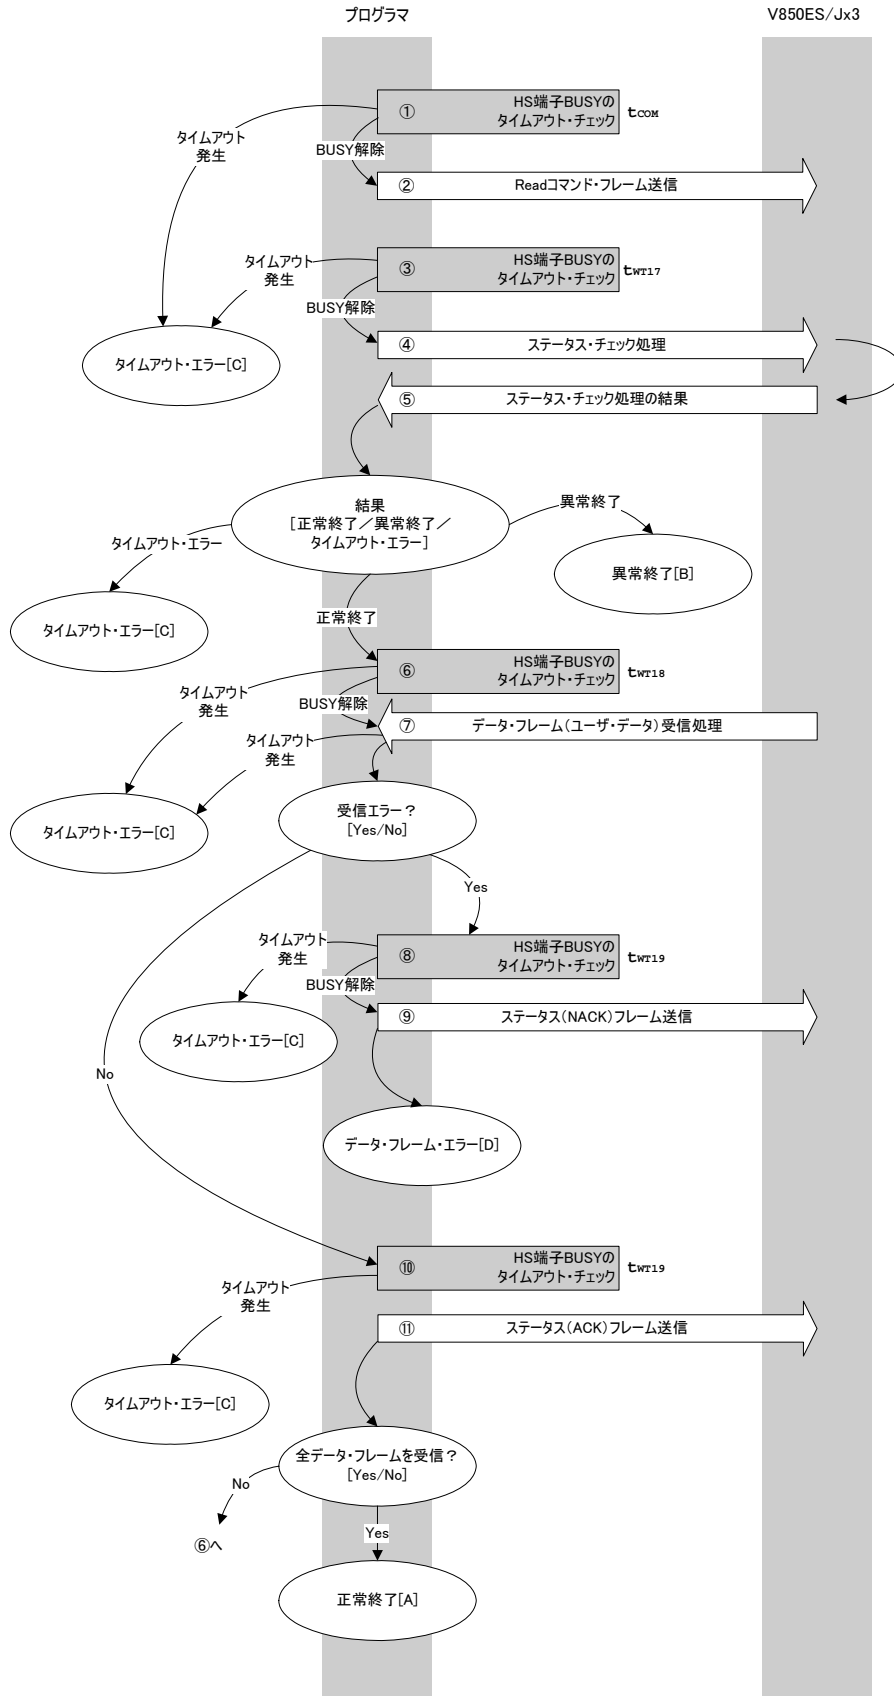 プログラマ
V850ES/Jx3
①
HS端子BUSYの
タイムアウト・チェック
tCOM
タイムアウト
発生
BUSY解除
②
Readコマンド・フレーム送信
③
HS端子BUSYの
タイムアウト・チェック
tWT17
タイムアウト
発生
BUSY解除
④
ステータス・チェック処理
タイムアウト・エラー[C]
⑤
ステータス・チェック処理の結果
結果
[正常終了／異常終了／
タイムアウト・エラー]
異常終了
タイムアウト・エラー
異常終了[B]
タイムアウト・エラー[C]
正常終了
⑥
HS端子BUSYの
タイムアウト・チェック
tWT18
タイムアウト
発生
BUSY解除
⑦
データ・フレーム（ユーザ・データ）受信処理
タイムアウト
発生
タイムアウト・エラー[C]
受信エラー？
[Yes/No]
Yes
⑧
HS端子BUSYの
タイムアウト・チェック
tWT19
タイムアウト
発生
BUSY解除
⑨
ステータス（NACK）フレーム送信
タイムアウト・エラー[C]
No
データ・フレーム・エラー[D]
⑩
HS端子BUSYの
タイムアウト・チェック
tWT19
タイムアウト
発生
⑪
ステータス（ACK）フレーム送信
タイムアウト・エラー[C]
全データ・フレームを受信？
[Yes/No]
No
⑥へ
Yes
正常終了[A]